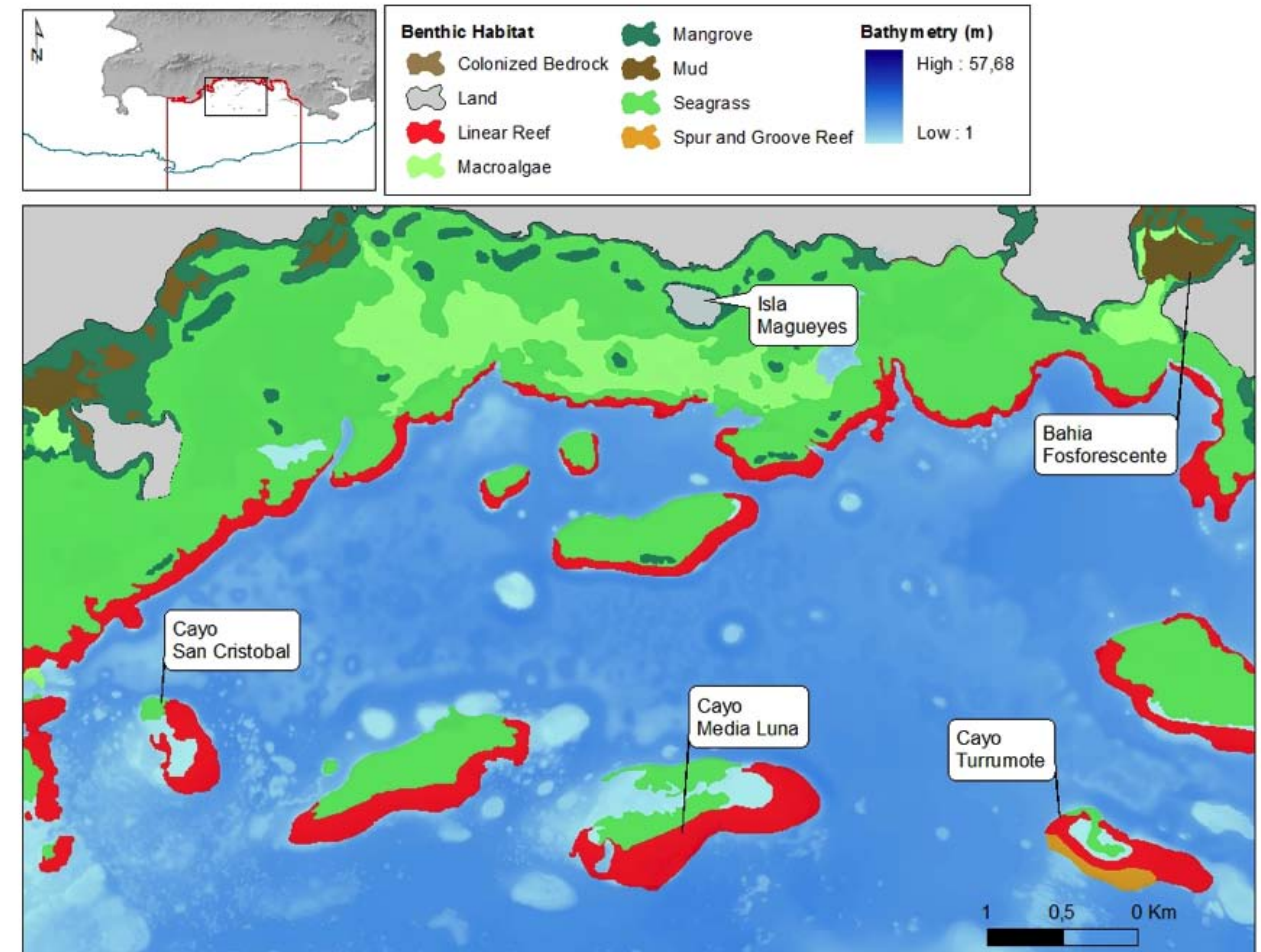 N
Benthic Habitat
Colonized Bedrock
Land
Linear Reef
Macroalgae
Mangrove
Mud
Seagrass
Spur and Groove Reef
Bathymetry (m)
High : 57,68
Low : 1
Isla
Magueyes
Bahia
Fosforescente
Cayo
San Cristobal
Cayo
Media Luna
Cayo
Turrumote
1 0,5 0 Km